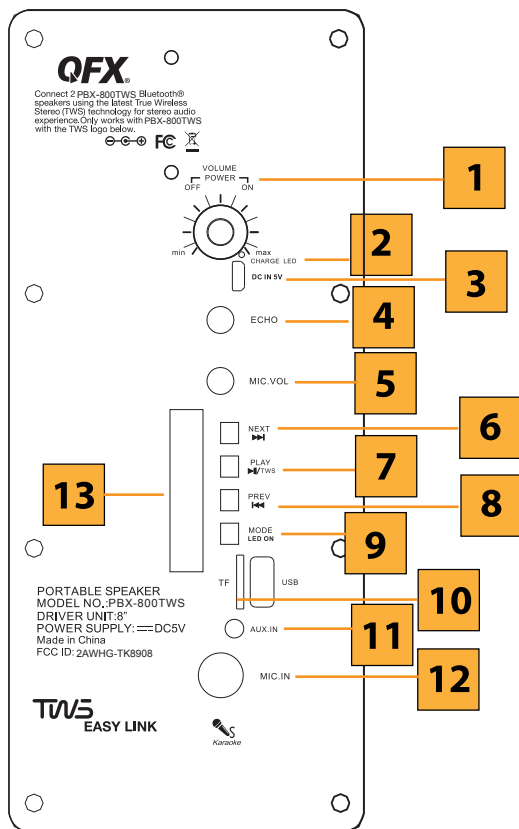 QFX®
Connect 2 PBX-800TWS Bluetooth®
speakers using the latest True Wireless
Stereo (TWS) technology for stereo audio
experience.Only works with PBX-800TWS
with the TWS logo below.
FC
VOLUME
POWER
OFF ON
1
min max
CHARGE LED
2
DC IN 5V
3
ECHO
4
MIC.VOL
5
NEXT
6
PLAY
/TWS
7
PREV
8
13
MODE
LED ON
9
TF USB
10
AUX.IN
11
MIC.IN
12
PORTABLE SPEAKER
MODEL NO.:PBX-800TWS
DRIVER UNIT:8"
POWER SUPPLY: DC5V
Made in China
FCC ID: 2AWHG-TK8908
TWS
EASY LINK
Karaoke